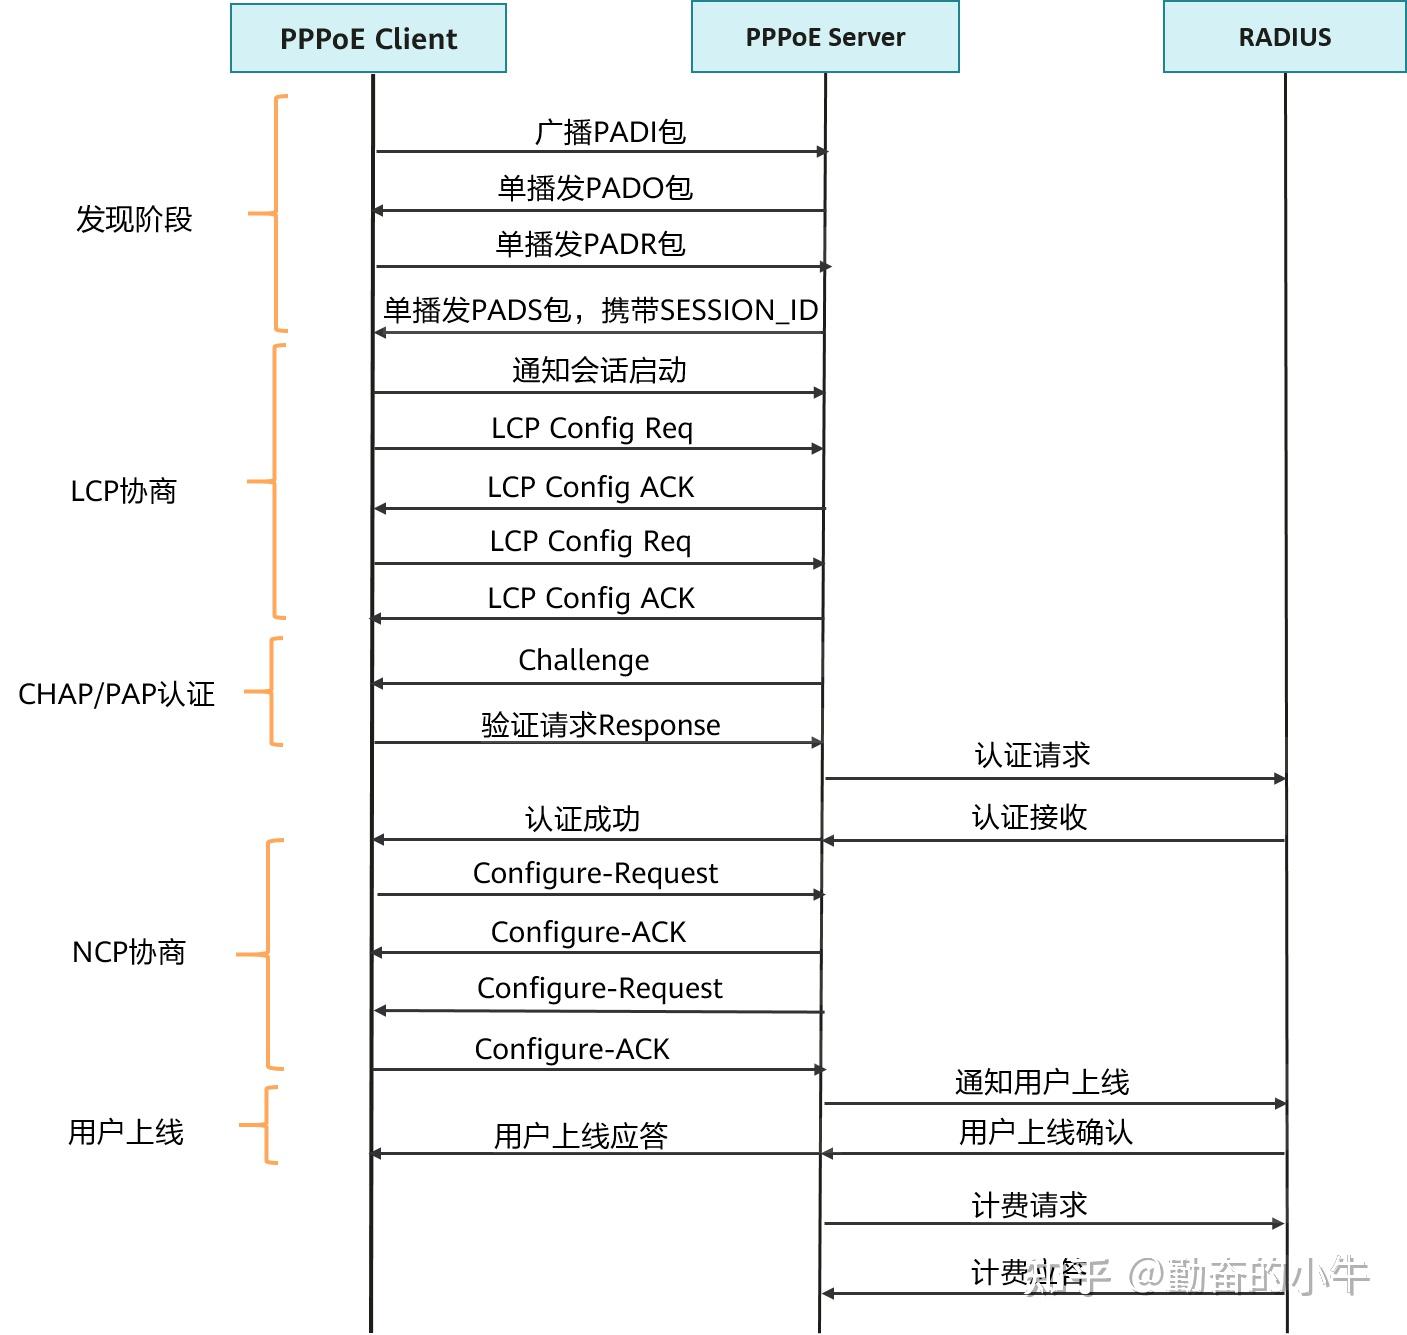 PPPoE Client
PPPoE Server
RADIUS
广播PADI包
单播发PADO包
发现阶段
单播发PADR包
单播发PADS包，携带SESSION_ID
通知会话启动
LCP Config Req
LCP协商
LCP Config ACK
LCP Config Req
LCP Config ACK
Challenge
CHAP/PAP认证
验证请求Response
认证请求
认证成功
认证接收
Configure-Request
Configure-ACK
NCP协商
Configure-Request
Configure-ACK
通知用户上线
用户上线
用户上线应答
用户上线确认
计费请求
计费应答
知乎 @勤奋的小牛